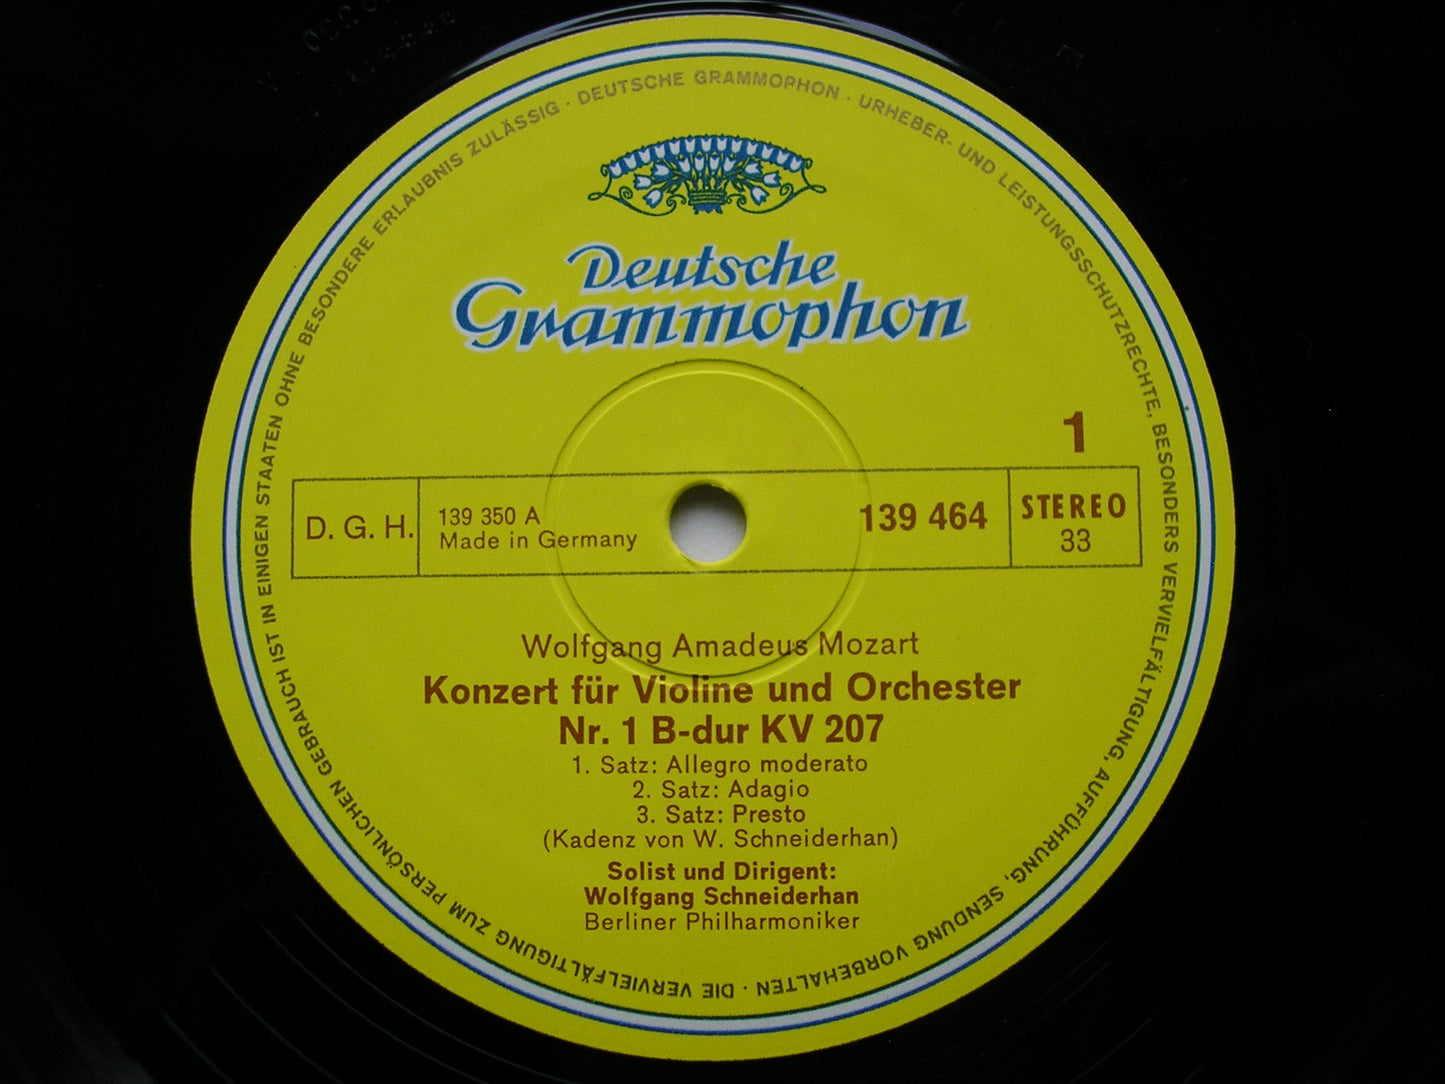 DEUTSCHE GRAMMOPHON · URHEBER- UND LEISTUNGSSCHUTZRECHTE, BESONDERS VERVIELFÄLTIGUNG, AUFFÜHRUNG, SENDUNG VORBEHALTEN · DIE VERVIELFÄLTIGUNG ZUM PERSÖNLICHEN GEBRAUCH IST IN EINIGEN STAATEN OHNE BESONDERE ERLAUBNIS ZULÄSSIG ·
Deutsche
Grammophon
1
D. G. H.
139 350 A
Made in Germany
139 464
STEREO
33
Wolfgang Amadeus Mozart
Konzert für Violine und Orchester
Nr. 1 B-dur KV 207
1. Satz: Allegro moderato
2. Satz: Adagio
3. Satz: Presto
(Kadenz von W. Schneiderhan)
Solist und Dirigent:
Wolfgang Schneiderhan
Berliner Philharmoniker